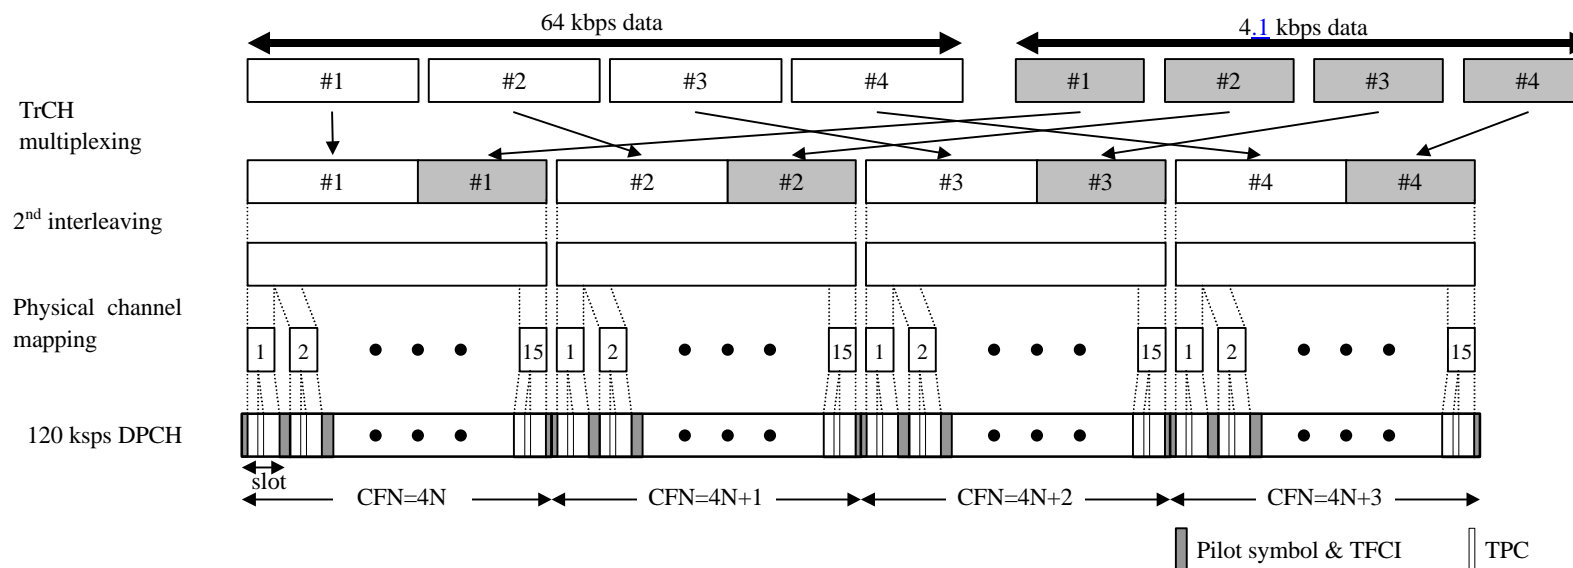 64 kbps data 4.1 kbps data
#1 #2 #3 #4 #1 #2 #3 #4
TrCH
multiplexing
#1 #1 #2 #2 #3 #3 #4 #4
2nd interleaving
Physical channel
mapping
1 2 15 1 2 15 1 2 15 1 2 15
120 ksps DPCH
slot
CFN=4N CFN=4N+1 CFN=4N+2 CFN=4N+3
Pilot symbol & TFCI TPC